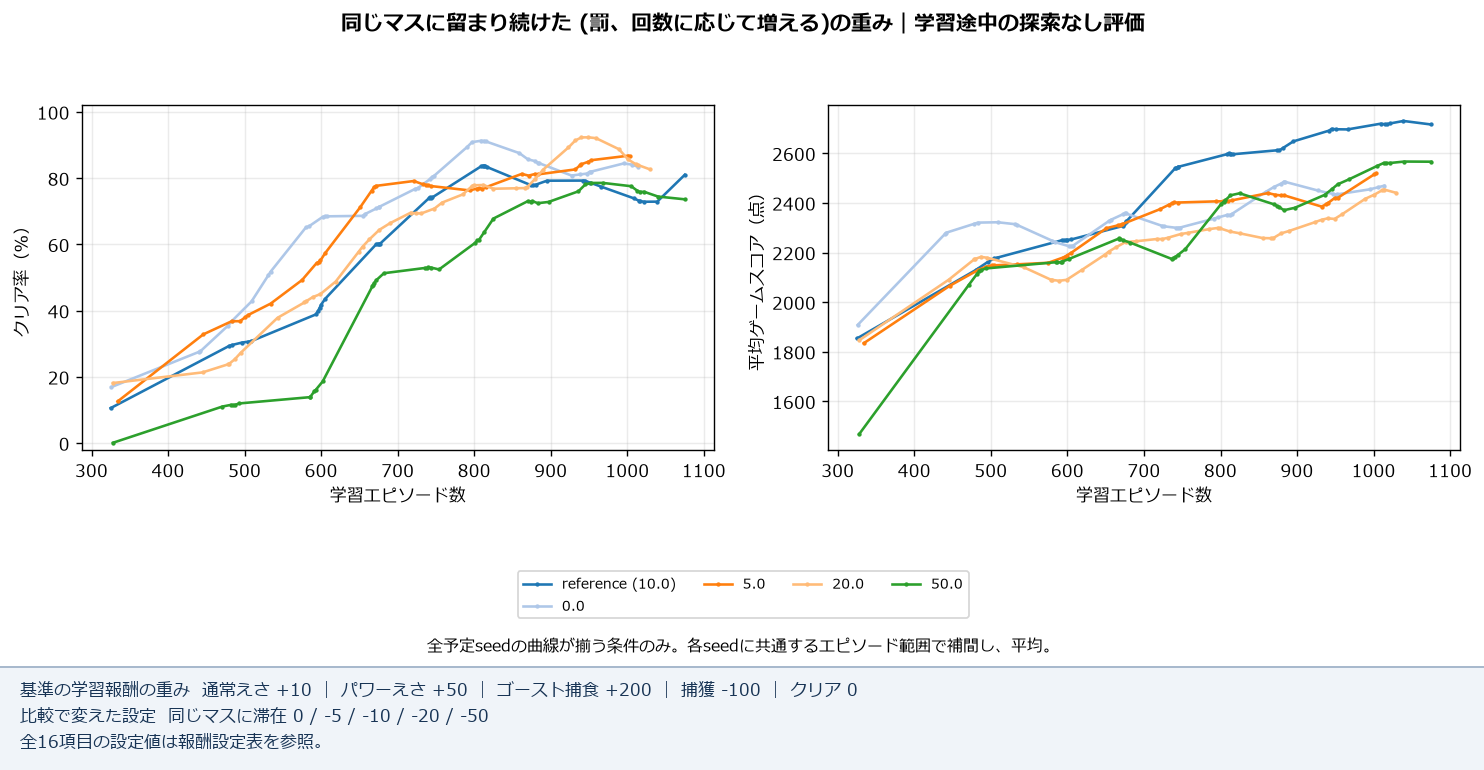 同じマスに留まり続けた (罰、回数に応じて増える)の重み｜学習途中の探索なし評価
クリア率（%）
100
80
60
40
20
0
300 400 500 600 700 800 900 1000 1100
学習エピソード数
平均ゲームスコア（点）
2600
2400
2200
2000
1800
1600
300 400 500 600 700 800 900 1000 1100
学習エピソード数
reference (10.0) 5.0 20.0 50.0
0.0
全予定seedの曲線が揃う条件のみ。各seedに共通するエピソード範囲で補間し、平均。
基準の学習報酬の重み 通常えさ +10 ｜ パワーえさ +50 ｜ ゴースト捕食 +200 ｜ 捕獲 -100 ｜ クリア 0
比較で変えた設定 同じマスに滞在 0 / -5 / -10 / -20 / -50
全16項目の設定値は報酬設定表を参照。